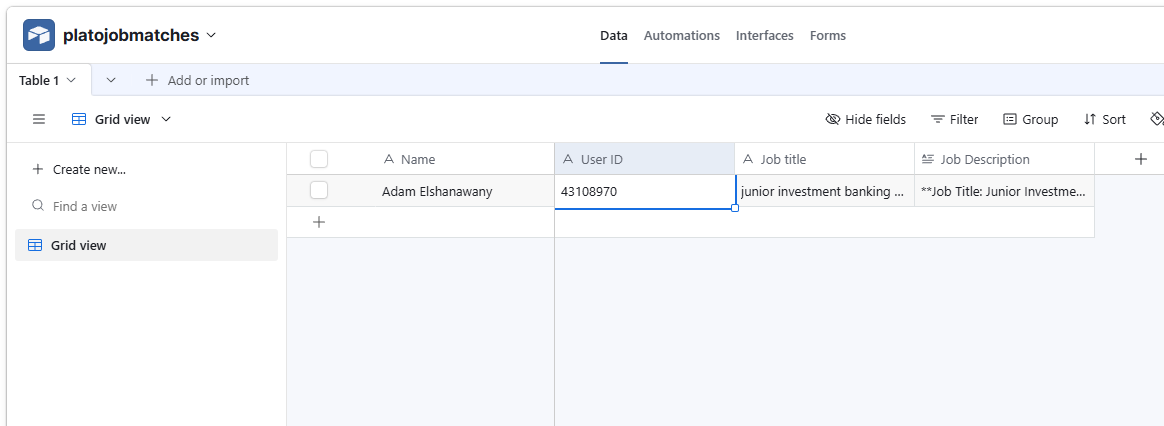 platojobmatches
Data Automations Interfaces Forms
Table 1 Add or import
Grid view Hide fields Filter Group Sort
Create new...
Find a view
Grid view
Name User ID Job title Job Description
Adam Elshanawany 43108970 junior investment banking ... **Job Title: Junior Investme...